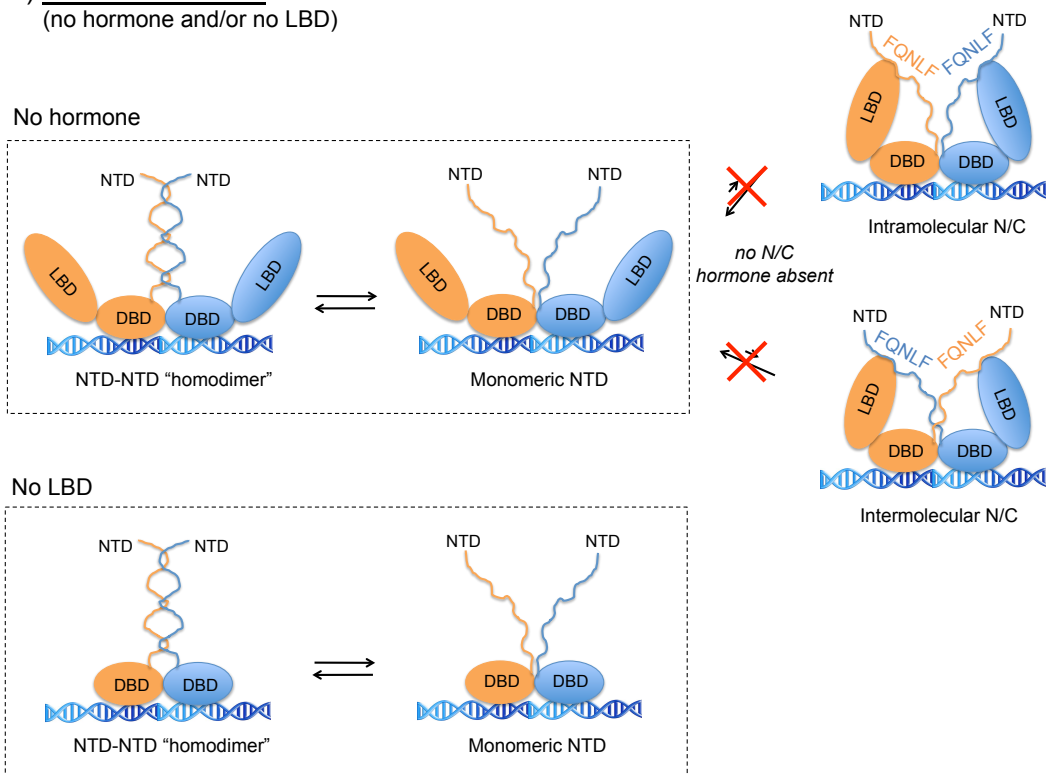 )
(no hormone and/or no LBD)
No hormone
NTD NTD
LBD
DBD
DBD
LBD
NTD-NTD “homodimer”
NTD
NTD
LBD
DBD
DBD
LBD
Monomeric NTD
no N/C
hormone absent
NTD
FQNLF
FQNLF
NTD
LBD
LBD
DBD
DBD
Intramolecular N/C
NTD
FQNLF
FQNLF
NTD
LBD
LBD
DBD
DBD
Intermolecular N/C
No LBD
NTD NTD
DBD
DBD
NTD-NTD “homodimer”
NTD
NTD
DBD
DBD
Monomeric NTD